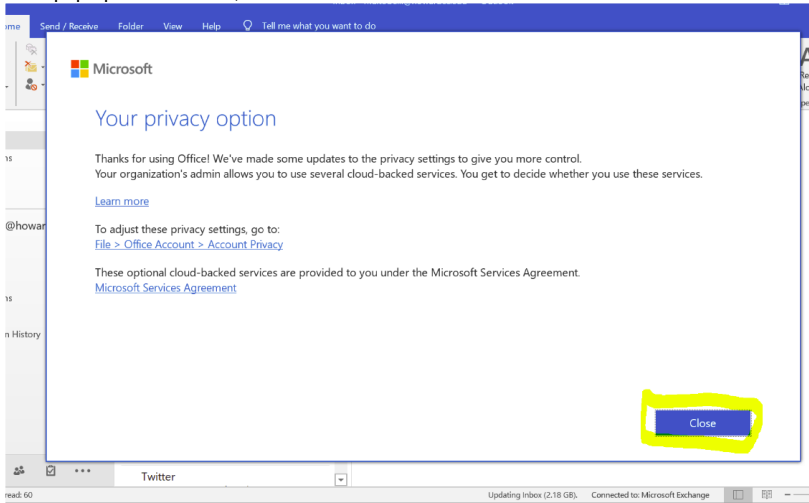 Send / Receive Folder View Help Tell me what you want to do
Microsoft
Your privacy option
Thanks for using Office! We've made some updates to the privacy settings to give you more control.
Your organization's admin allows you to use several cloud-backed services. You get to decide whether you use these services.
Learn more
@howar
To adjust these privacy settings, go to:
File > Office Account > Account Privacy
These optional cloud-backed services are provided to you under the Microsoft Services Agreement.
Microsoft Services Agreement
n History
Close
Twitter
read: 60 Updating Inbox (2.18 GB). Connected to: Microsoft Exchange